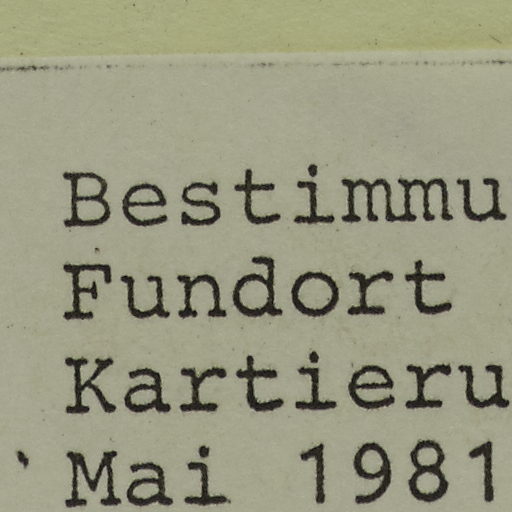 Bestimmu
Fundort
Kartieru
Mai 1981